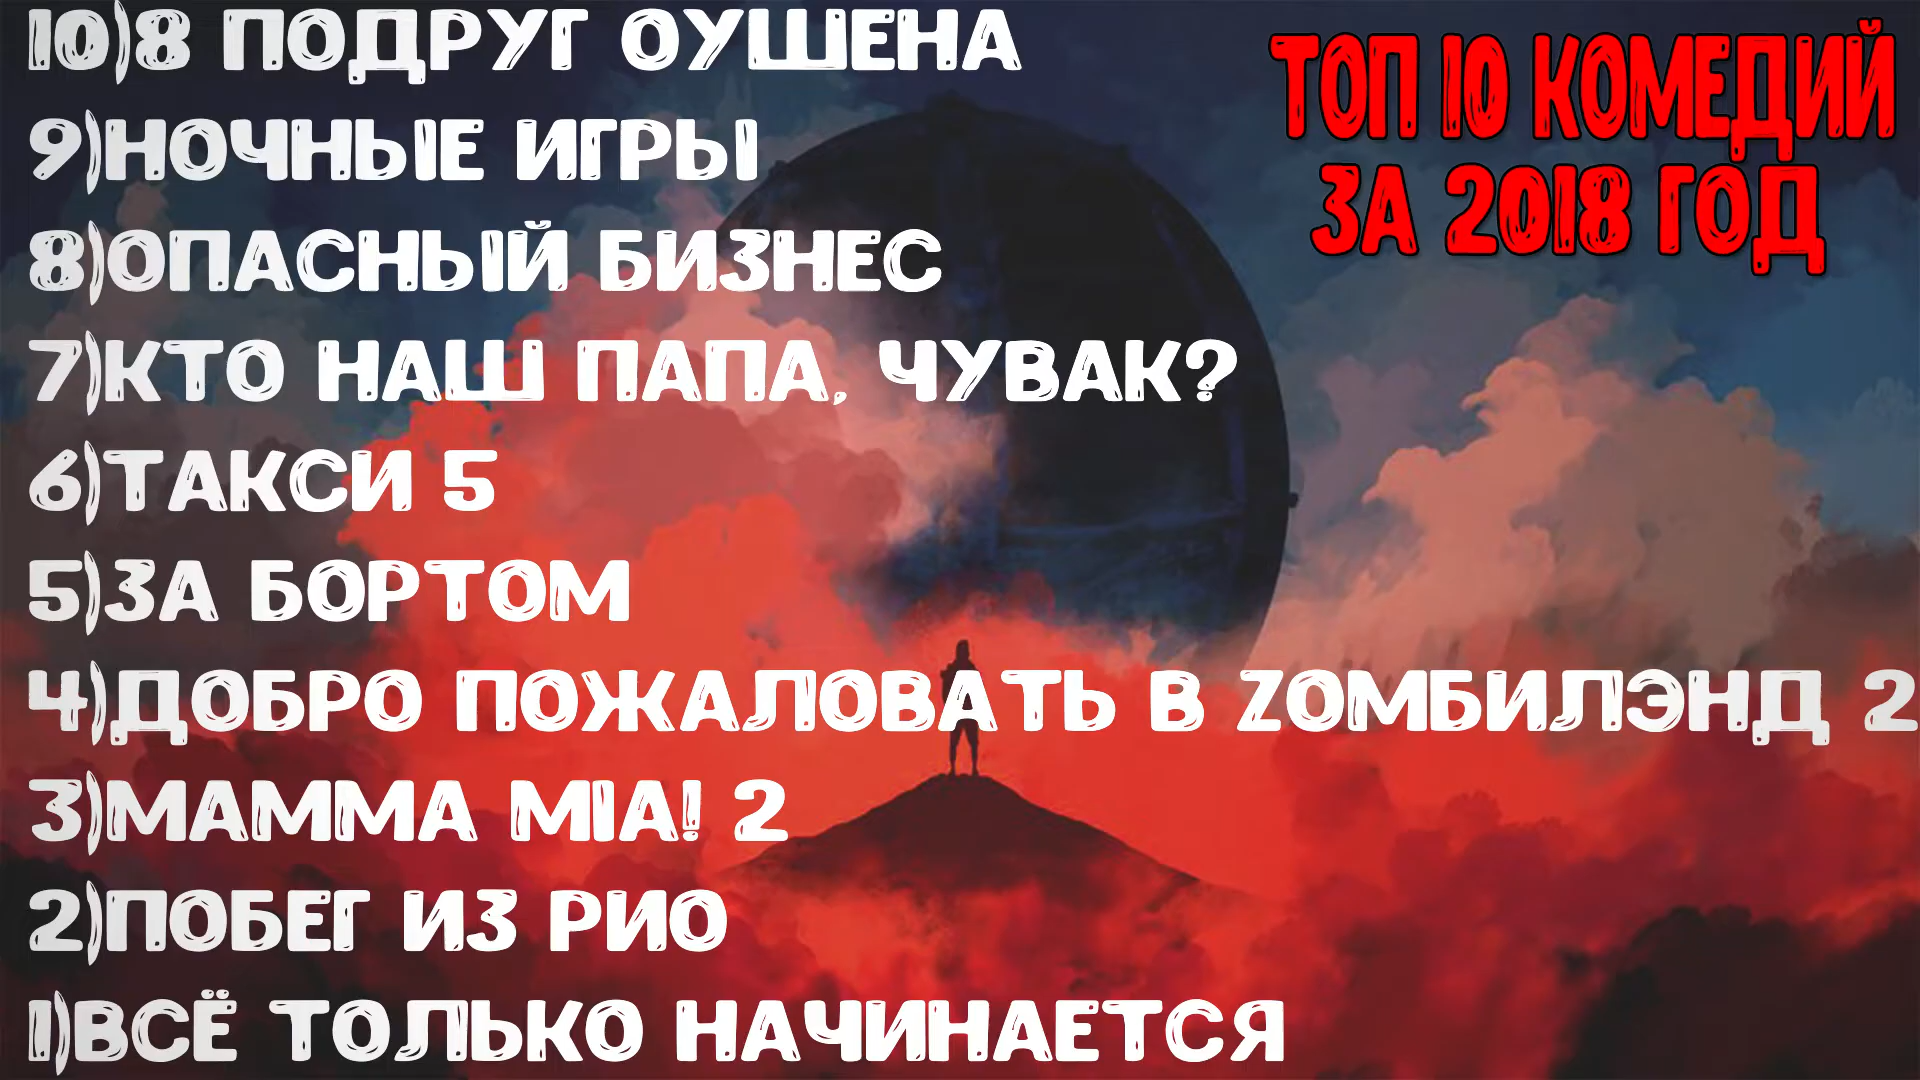 10)8 ПОДРУГ ОУШЕНА
9)НОЧНЫЕ ИГРЫ
8)ОПАСНЫЙ БИЗНЕС
7)КТО НАШ ПАПА, ЧУВАК?
6)ТАКСИ 5
5)ЗА БОРТОМ
4)ДОБРО ПОЖАЛОВАТЬ В ZОМБИЛЭНД 2
3)MAMMA MIA! 2
2)ПОБЕГ ИЗ РИО
1)ВСЁ ТОЛЬКО НАЧИНАЕТСЯ
ТОП 10 КОМЕДИЙ
ЗА 2018 ГОД